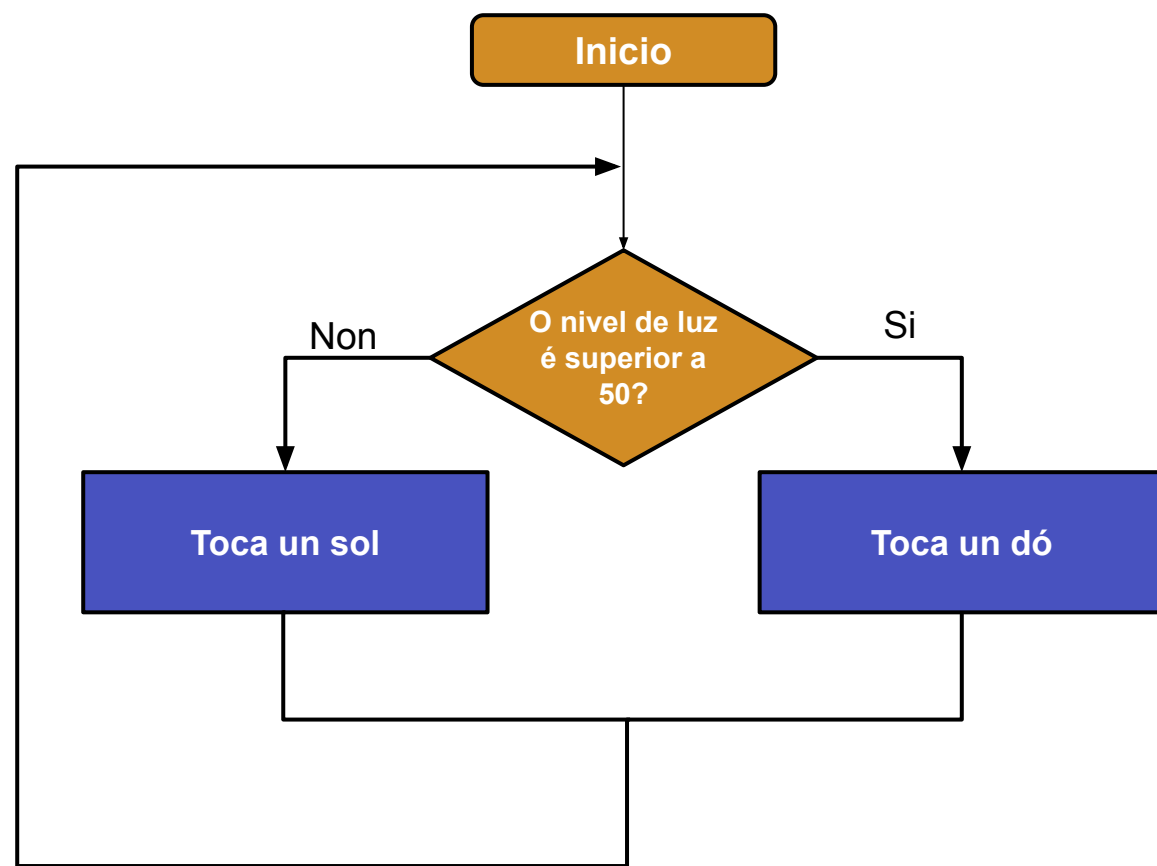 Inicio
O nivel de luz
é superior a
50?
Non
Si
Toca un sol
Toca un dó